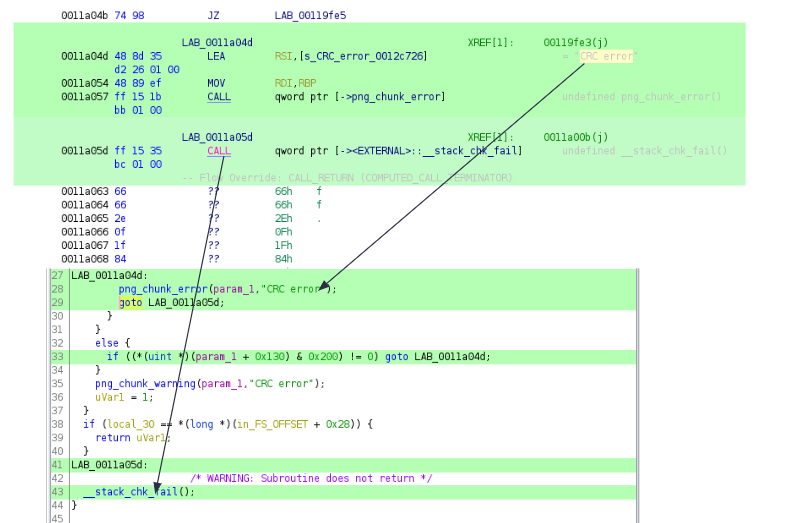 0011a04b 74 98 JZ LAB_00119fe5
LAB_0011a04d XREF[1]: 00119fe3(j)
0011a04d 48 8d 35 LEA RSI,[s_CRC_error_0012c726] = "CRC error"
d2 26 01 00
0011a054 48 89 ef MOV RDI,RBP
0011a057 ff 15 1b CALL qword ptr [->png_chunk_error] undefined png_chunk_error()
bb 01 00
LAB_0011a05d XREF[1]: 0011a00b(j)
0011a05d ff 15 35 CALL qword ptr [-><EXTERNAL>::__stack_chk_fail] undefined __stack_chk_fail()
bc 01 00
-- Flow Override: CALL_RETURN (COMPUTED_CALL_TERMINATOR)
0011a063 66 ?? 66h f
0011a064 66 ?? 66h f
0011a065 2e ?? 2Eh .
0011a066 0f ?? 0Fh
0011a067 1f ?? 1Fh
0011a068 84 ?? 84h
27 LAB_0011a04d:
28 png_chunk_error(param_1,"CRC error");
29 goto LAB_0011a05d;
30 }
31 }
32 else {
33 if ((*(uint *)(param_1 + 0x130) & 0x200) != 0) goto LAB_0011a04d;
34 }
35 png_chunk_warning(param_1,"CRC error");
36 uVar1 = 1;
37 }
38 if (local_30 == *(long *)(in_FS_OFFSET + 0x28)) {
39 return uVar1;
40 }
41 LAB_0011a05d:
42 /* WARNING: Subroutine does not return */
43 __stack_chk_fail();
44 }
45